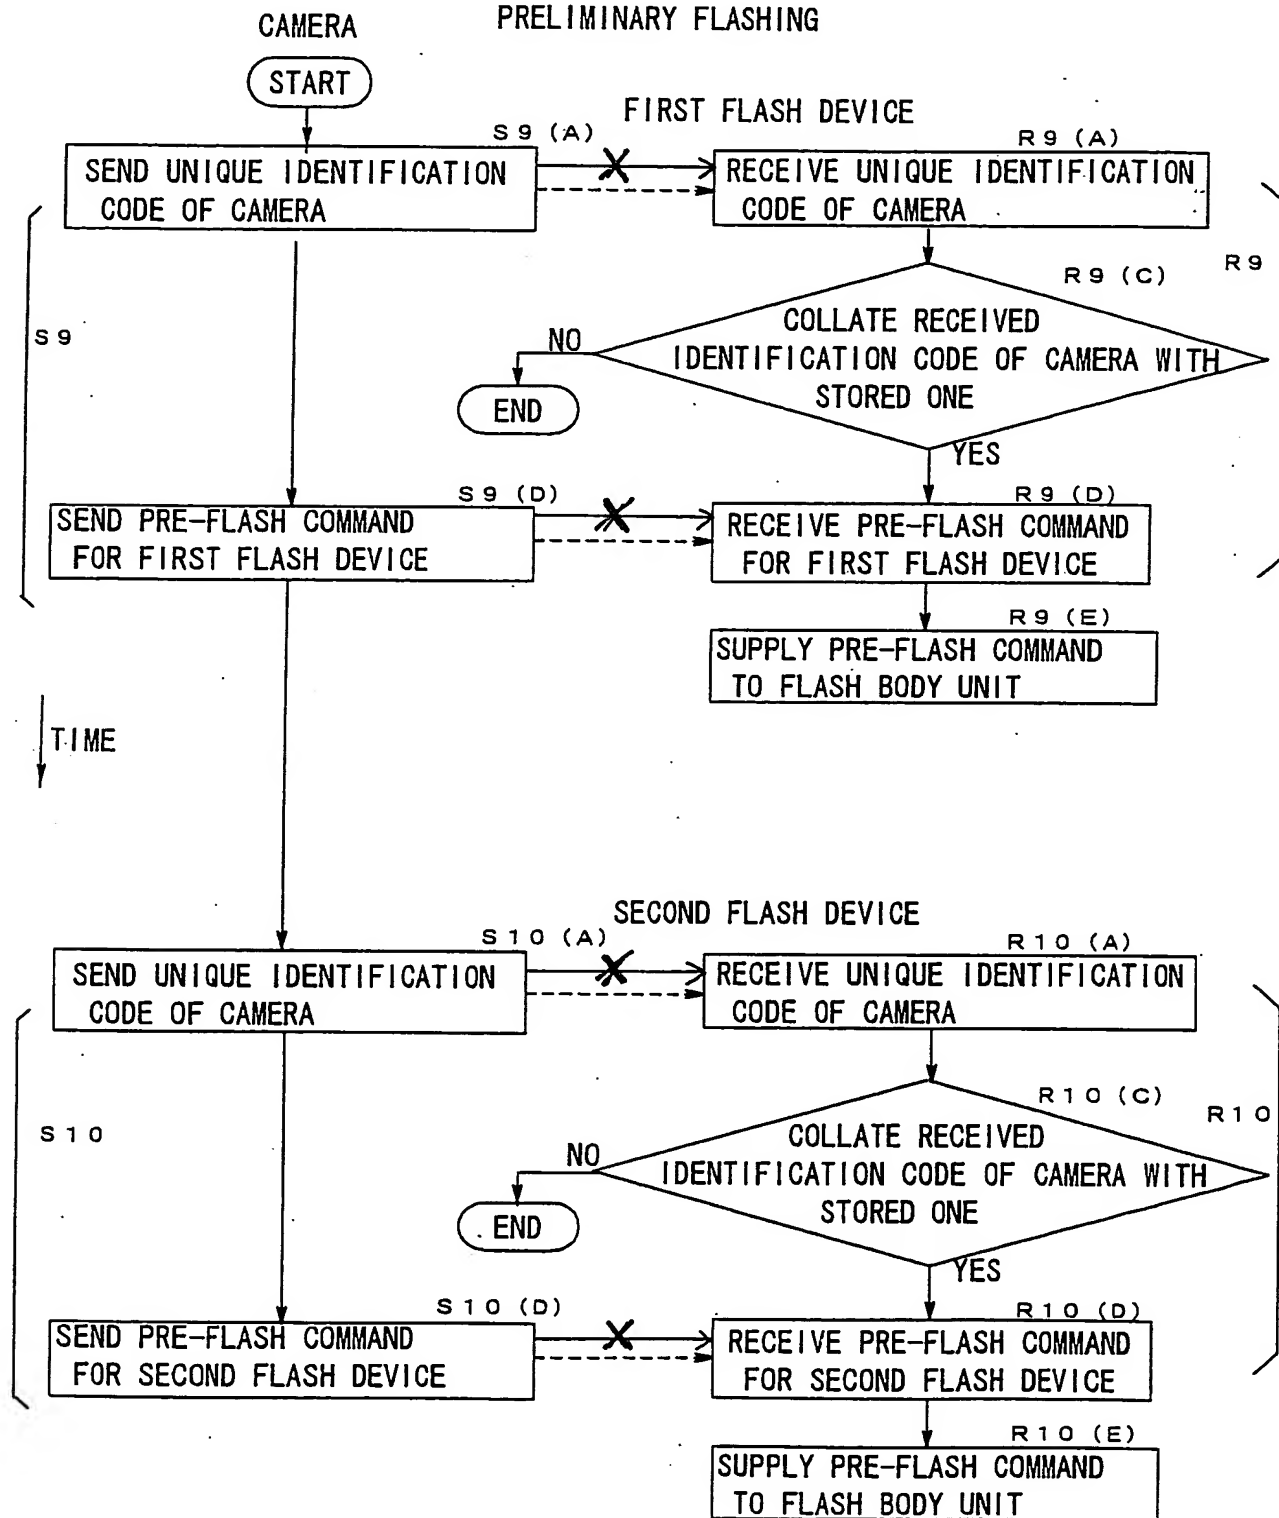 PRELIMINARY FLASHING
CAMERA
START
FIRST FLASH DEVICE
S9 (A)
R9 (A)
SEND UNIQUE IDENTIFICATION
CODE OF CAMERA
RECEIVE UNIQUE IDENTIFICATION
CODE OF CAMERA
R9
R9 (C)
S9
COLLATE RECEIVED
IDENTIFICATION CODE OF CAMERA WITH
STORED ONE
NO
END
YES
S9 (D)
R9 (D)
SEND PRE-FLASH COMMAND
FOR FIRST FLASH DEVICE
RECEIVE PRE-FLASH COMMAND
FOR FIRST FLASH DEVICE
R9 (E)
SUPPLY PRE-FLASH COMMAND
TO FLASH BODY UNIT
TIME
SECOND FLASH DEVICE
S10 (A)
R10 (A)
SEND UNIQUE IDENTIFICATION
CODE OF CAMERA
RECEIVE UNIQUE IDENTIFICATION
CODE OF CAMERA
R10 (C)
R10
S10
COLLATE RECEIVED
IDENTIFICATION CODE OF CAMERA WITH
STORED ONE
NO
END
YES
S10 (D)
R10 (D)
SEND PRE-FLASH COMMAND
FOR SECOND FLASH DEVICE
RECEIVE PRE-FLASH COMMAND
FOR SECOND FLASH DEVICE
R10 (E)
SUPPLY PRE-FLASH COMMAND
TO FLASH BODY UNIT